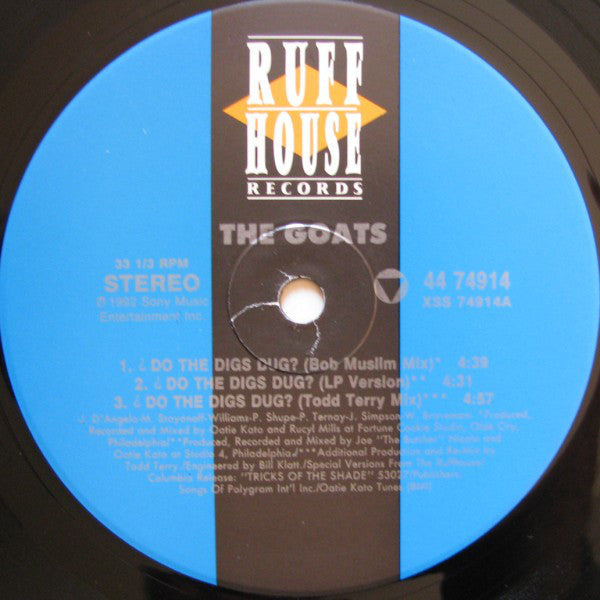 RUFF
HOUSE
RECORDS
THE GOATS
33 1/3 RPM
STEREO
℗ 1992 Sony Music
Entertainment Inc.
44 74914
XSS 74914A
1. ¿ DO THE DIGS DUG? (Bob Muslim Mix)* 4:39
2. ¿ DO THE DIGS DUG? (LP Version)** 4:31
3. ¿ DO THE DIGS DUG? (Todd Terry Mix)*** 4:57
J. D'Angelo-M. Stoyanoff-Williams-P. Shupe-P. Ternay-J. Simpson-W. Braverman *Produced,
Recorded and Mixed by Oatie Kato and Rucyl Mills at Fortune Cookie Studio, Oak City,
Philadelphia/**Produced, Recorded and Mixed by Joe "The Butcher" Nicolo and
Oatie Kato at Studio 4, Philadelphia/***Additional Production and Remix by
Todd Terry./Engineered by Bill Klatt./Special Versions From The Ruffhouse/
Columbia Release: "TRICKS OF THE SHADE" 53027/Publishers:
Songs Of Polygram Int'l Inc./Oatie Kato Tunes (BMI)